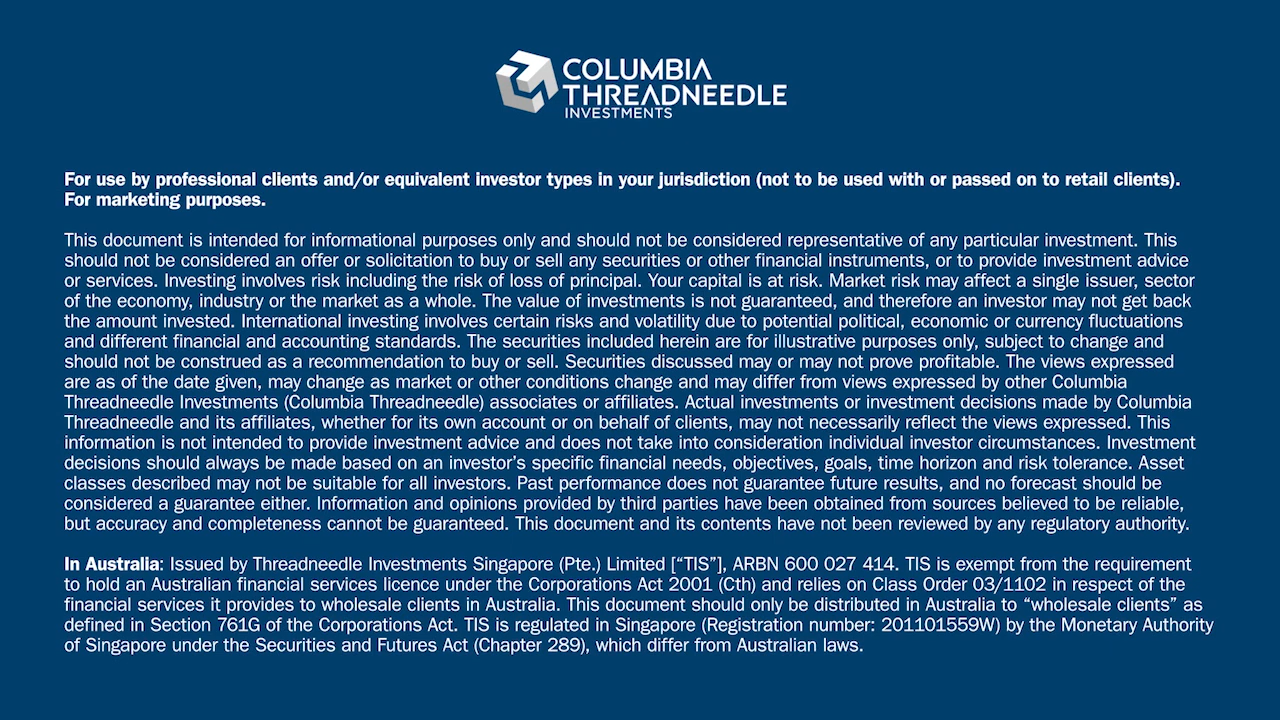 COLUMBIA
THREADNEEDLE
INVESTMENTS
For use by professional clients and/or equivalent investor types in your jurisdiction (not to be used with or passed on to retail clients).
For marketing purposes.
This document is intended for informational purposes only and should not be considered representative of any particular investment. This
should not be considered an offer or solicitation to buy or sell any securities or other financial instruments, or to provide investment advice
or services. Investing involves risk including the risk of loss of principal. Your capital is at risk. Market risk may affect a single issuer, sector
of the economy, industry or the market as a whole. The value of investments is not guaranteed, and therefore an investor may not get back
the amount invested. International investing involves certain risks and volatility due to potential political, economic or currency fluctuations
and different financial and accounting standards. The securities included herein are for illustrative purposes only, subject to change and
should not be construed as a recommendation to buy or sell. Securities discussed may or may not prove profitable. The views expressed
are as of the date given, may change as market or other conditions change and may differ from views expressed by other Columbia
Threadneedle Investments (Columbia Threadneedle) associates or affiliates. Actual investments or investment decisions made by Columbia
Threadneedle and its affiliates, whether for its own account or on behalf of clients, may not necessarily reflect the views expressed. This
information is not intended to provide investment advice and does not take into consideration individual investor circumstances. Investment
decisions should always be made based on an investor’s specific financial needs, objectives, goals, time horizon and risk tolerance. Asset
classes described may not be suitable for all investors. Past performance does not guarantee future results, and no forecast should be
considered a guarantee either. Information and opinions provided by third parties have been obtained from sources believed to be reliable,
but accuracy and completeness cannot be guaranteed. This document and its contents have not been reviewed by any regulatory authority.
In Australia: Issued by Threadneedle Investments Singapore (Pte.) Limited [“TIS”], ARBN 600 027 414. TIS is exempt from the requirement
to hold an Australian financial services licence under the Corporations Act 2001 (Cth) and relies on Class Order 03/1102 in respect of the
financial services it provides to wholesale clients in Australia. This document should only be distributed in Australia to “wholesale clients” as
defined in Section 761G of the Corporations Act. TIS is regulated in Singapore (Registration number: 201101559W) by the Monetary Authority
of Singapore under the Securities and Futures Act (Chapter 289), which differ from Australian laws.